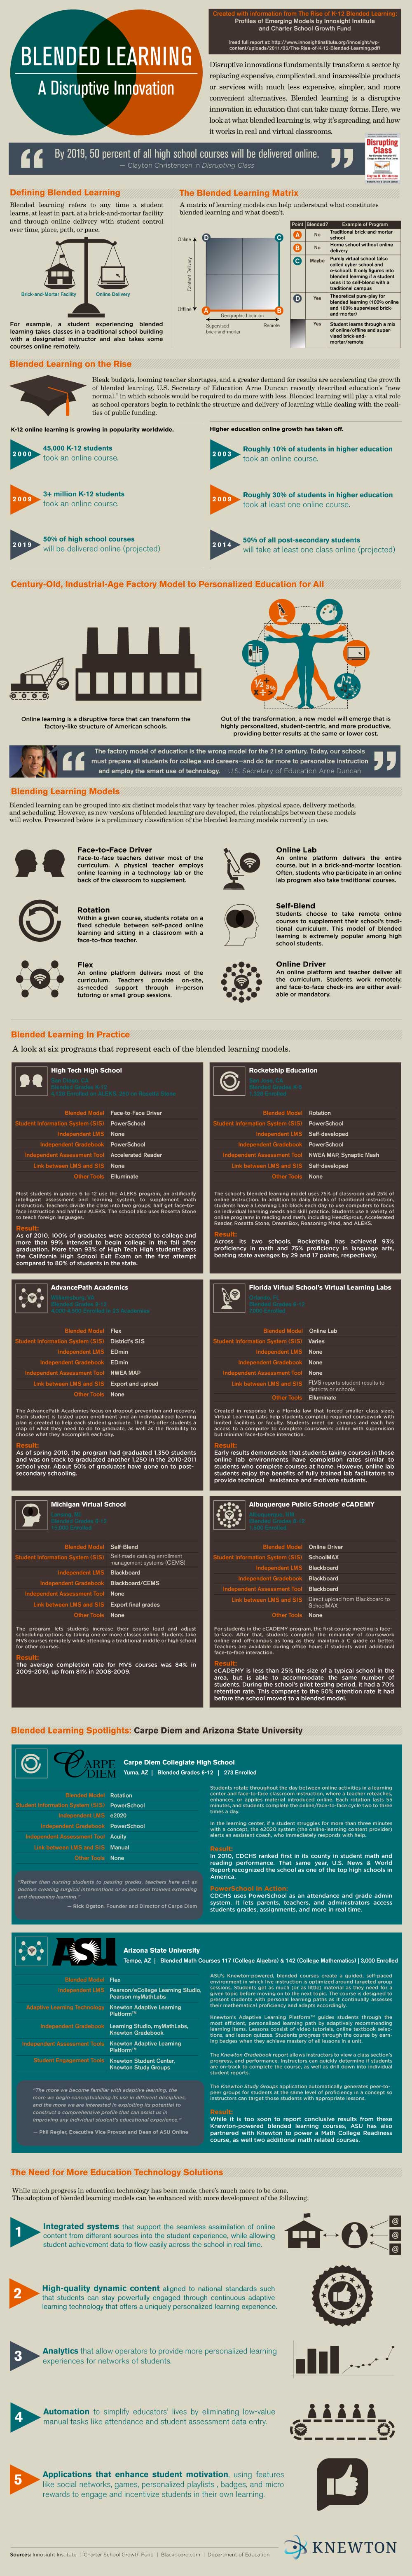 Created with information from The Rise of K-12 Blended Learning:
Profiles of Emerging Models by Innosight Institute
and Charter School Growth Fund
(read full report at: http://www.innosightinstitute.org/innosight/wp-
content/uploads/2011/05/The-Rise-of-K-12-Blended-Learning.pdf)
BLENDED LEARNING
A Disruptive Innovation
Disruptive innovations fundamentally transform a sector by
replacing expensive, complicated, and inaccessible products
or services with much less expensive, simpler, and more
convenient alternatives. Blended learning is a disruptive
innovation in education that can take many forms. Here, we
look at what blended learning is, why it's spreading, and how
it works in real and virtual classrooms.
By 2019, 50 percent of all high school courses will be delivered online.
— Clayton Christensen in Disrupting Class
Disrupting
Class
Defining Blended Learning
Blended learning refers to any time a student
learns, at least in part, at a brick-and-mortar facility
and through online delivery with student control
over time, place, path, or pace.
Brick-and-Mortar Facility
Online Delivery
For example, a student experiencing blended
learning takes classes in a traditional school building
with a designated instructor and also takes some
courses online remotely.
The Blended Learning Matrix
A matrix of learning models can help understand what constitutes
blended learning and what doesn't.
Online
D
C
Content Delivery
Offline
A
B
Geographic Location
Supervised
brick-and-mortar
Remote
Point Blended? Example of Program
A No Traditional brick-and-mortar
school
B No Home school without online
delivery
C Maybe Purely virtual school (also
called cyber school and
e-school). It only figures into
blended learning if a student
uses it to self-blend with a
traditional campus
D Yes Theoretical pure-play for
blended learning (100% online
and 100% supervised brick-
and-mortar)
Yes Student learns through a mix
of online/offline and super-
vised brick-and-
mortar/remote
Blended Learning on the Rise
Bleak budgets, looming teacher shortages, and a greater demand for results are accelerating the growth
of blended learning. U.S. Secretary of Education Arne Duncan recently described education's "new
normal," in which schools would be required to do more with less. Blended learning will play a vital role
as educators begin to rethink the structure and delivery of education while dealing with the reali-
ties of public funding.
K-12 online learning is growing in popularity worldwide.
2000
45,000 K-12 students
took an online course.
2009
3+ million K-12 students
took an online course.
2019
50% of high school courses
will be delivered online (projected)
Higher education online growth has taken off.
2003
Roughly 10% of students in higher education
took an online course.
2009
Roughly 30% of students in higher education
took at least one online course.
2014
50% of all post-secondary students
will take at least one class online (projected)
Century-Old, Industrial-Age Factory Model to Personalized Education for All
Online learning is a disruptive force that can transform the
factory-like structure of American schools.
Out of the transformation, a new model will emerge that is
highly personalized, student-centric, and more productive,
providing better results at the same or lower cost.
The factory model of education is the wrong model for the 21st century. Today, our schools
must prepare all students for college and careers—and do far more to personalize instruction
and employ the smart use of technology. — U.S. Secretary of Education Arne Duncan
Blending Learning Models
Blended learning can be grouped into six distinct models that vary by teacher roles, physical space, delivery methods,
and scheduling. However, as new versions of blended learning are developed, the relationships between these models
will evolve. Presented below is a preliminary classification of the blended learning models currently in use.
Face-to-Face Driver
Face-to-face teachers deliver most of the
curriculum. A physical teacher employs
online learning in a technology lab or the
back of the classroom to supplement.
Online Lab
An online platform delivers the entire
course, but in a brick-and-mortar location.
Often, students who participate in an online
lab program also take traditional courses.
Rotation
Within a given course, students rotate on a
fixed schedule between self-paced online
learning and sitting in a classroom with a
face-to-face teacher.
Self-Blend
Students choose to take remote online
courses to supplement their school's tradi-
tional curriculum. This model of blended
learning is extremely popular among high
school students.
Flex
An online platform delivers most of the
curriculum. Teachers provide on-site,
as-needed support through in-person
tutoring or small group sessions.
Online Driver
An online platform and teacher deliver all
the curriculum. Students work remotely,
and face-to-face check-ins are either avail-
able or mandatory.
Blended Learning In Practice
A look at six programs that represent each of the blended learning models.
High Tech High School
San Diego, CA
Blended Grades 9-12
Blended Model Face-to-Face Driver
Student Information System (SIS) PowerSchool
Independent LMS None
Independent Gradebook PowerSchool
Independent Assessment Tool Accelerated Reader
Link between LMS and SIS None
Other Tools Elluminate
Most students in grades 6 to 12 use the ALEKS program, an artificially
intelligent assessment and learning system, to supplement math
instruction. Teachers divide the class into two groups; half get face-to-
face instruction and half use ALEKS. The school also uses Rosetta Stone
to teach foreign languages.
Result:
As of 2010, 100% of graduates were accepted to college and
more than 99% intended to begin college in the fall after
graduation. More than 93% of High Tech High students pass
the California High School Exit Exam on the first attempt
compared to 80% of students in the state.
Rocketship Education
San Jose, CA
Blended Model Rotation
Student Information System (SIS) PowerSchool
Independent LMS Self-developed
Independent Gradebook PowerSchool
Independent Assessment Tool NWEA MAP, Synaptic Mash
Link between LMS and SIS Self-developed
Other Tools None
The school's blended learning model uses 75% of classroom and 25% of
online instruction. In addition to daily blocks of traditional instruction,
students have a Learning Lab block each day to use computers to focus
on individual learning needs and skill practice. Students use a variety of
online programs in reading and math, including HeadSprout, Accelerated
Reader, Rosetta Stone, DreamBox, Reasoning Mind, and ALEKS.
Result:
Across its two schools, Rocketship has achieved 93%
proficiency in math and 75% proficiency in language arts,
beating state averages by 29 and 17 points, respectively.
AdvancePath Academics
Williamsburg, VA
Blended Model Flex
Student Information System (SIS) District's SIS
Independent LMS EDmin
Independent Gradebook EDmin
Independent Assessment Tool NWEA MAP
Link between LMS and SIS Export and upload
Other Tools None
The AdvancePath Academies focus on dropout prevention and recovery.
Each student is tested upon enrollment and an individualized learning
plan is created to help each student graduate. The ILPs offer students a
map of what they need to do to graduate, as well as the flexibility to
choose what they accomplish each day.
Result:
As of spring 2010, the program had graduated 1,350 students
and was on track to graduated another 1,250 in the 2010-2011
school year. About 50% of graduates have gone on to post-
secondary schooling.
Florida Virtual School's Virtual Learning Labs
Orlando, FL
Blended Model Online Lab
Student Information System (SIS) Varies
Independent LMS None
Independent Gradebook None
Independent Assessment Tool None
Link between LMS and SIS FLVS reports student results to
districts or schools
Other Tools Elluminate
Created in response to a Florida law that forced smaller class sizes,
Virtual Learning Labs help students complete required coursework with
limited facilities or faculty. Students meet on campus and work have
access to a computer to complete coursework online with supervision
but minimal face-to-face interaction.
Result:
Early results demonstrate that students taking courses in these
online lab environments have completion rates similar to
students who complete courses at home. However, online lab
students enjoy the benefits of fully trained lab facilitators to
provide technical assistance and motivate students.
Michigan Virtual School
Lansing, MI
Blended Model Self-Blend
Student Information System (SIS) Self-made catalog enrollment
management systems (CEMS)
Independent LMS Blackboard
Independent Gradebook Blackboard/CEMS
Independent Assessment Tool None
Link between LMS and SIS Export final grades
Other Tools None
The program lets students increase their course load and adjust
scheduling options by taking one or more classes online. Students take
MVS courses remotely while attending a traditional middle or high school
for other courses.
Result:
The average completion rate for MVS courses was 84% in
2009-2010, up from 81% in 2008-2009.
Albuquerque Public Schools' eCADEMY
Albuquerque, NM
Blended Model Online Driver
Student Information System (SIS) SchoolMAX
Independent LMS Blackboard
Independent Gradebook Blackboard
Independent Assessment Tool Blackboard
Link between LMS and SIS Direct upload from Blackboard to
SchoolMAX
Other Tools None
For students in the eCADEMY program, the first course meeting is face-
to-face. After that, students complete the remainder of coursework
online and off-campus as long as they maintain a C grade or better.
Teachers are available during office hours if students want additional
face-to-face interaction.
Result:
eCADEMY is less than 25% the size of a typical school in the
area, but is able to accommodate the same number of
students. During the school's pilot testing period, it had a 70%
retention rate. This compares to the 50% retention rate it had
before the school moved to a blended model.
Blended Learning Spotlights: Carpe Diem and Arizona State University
CARPE
DIEM
Carpe Diem Collegiate High School
Yuma, AZ | Blended Grades 6-12 | 273 Enrolled
Blended Model Rotation
Student Information System (SIS) PowerSchool
Independent LMS e2020
Independent Gradebook PowerSchool
Independent Assessment Tool Acuity
Link between LMS and SIS Manual
Other Tools None
"Rather than nursing students to passing grades, teachers here act as
doctors creating surgical interventions or as personal trainers extending
and deepening learning."
— Rick Ogston, Founder and Director of Carpe Diem
Students rotate throughout the day between online activities in a learning
center and face-to-face classroom instruction, where a teacher reteaches,
enhances, or applies material introduced online. Each rotation lasts 55
minutes, and students complete the online/face-to-face cycle two to three
times a day.
In the learning center, if a student struggles for more than three minutes
with a concept, the e2020 system (the online-learning content provider)
alerts an assistant coach, who immediately responds with help.
Result:
In 2010, CDCHS ranked first in its county in student math and
reading performance. That same year, U.S. News & World
Report recognized the school as one of the top high schools in
America.
PowerSchool In Action:
CDCHS uses PowerSchool as an attendance and grade admin
system. It lets parents, teachers, and administrators access
students grades, assignments, and more in real time.
ASU
Arizona State University
Tempe, AZ | Blended Math Courses 117 (College Algebra) & 142 (College Mathematics) | 3,000 Enrolled
Blended Model Flex
Independent LMS Pearson/eCollege Learning Studio,
Pearson myMathLabs
Adaptive Learning Technology Knewton Adaptive Learning
Platform™
Independent Gradebook Learning Studio, myMathLabs,
Knewton Gradebook
Independent Assessment Tools Knewton Adaptive Learning
Platform™
Student Engagement Tools Knewton Student Center,
Knewton Study Groups
"The more we become familiar with adaptive learning, the
more we begin conceptualizing its use in different areas,
and the more we are interested in exploiting its potential to
construct a comprehensive profile that can assist us in
improving any individual student's educational experience."
— Phil Regier, Executive Vice Provost and Dean of ASU Online
ASU's Knewton-powered, blended courses create a guided, self-paced
environment in which live instruction is optimized around targeted group
sessions. Students get as much (or as little) material as they need for a
given topic before moving on to the next topic. The course is designed to
present students with personal learning paths as it continually assesses
their mathematical proficiency and adapts accordingly.
Knewton's Adaptive Learning Platform™ guides students through the
most efficient, personalized learning path by adaptively recommending
learning items. Lessons consist of video tutorials, online textbook selec-
tions, and lesson quizzes. Students progress through the course by earn-
ing badges when they achieve mastery of all lessons in a unit.
The Knewton Gradebook report allows instructors to view a class section's
progress, and performance. Instructors can quickly determine if students
are on-track to complete the course, as well as drill down into individual
student reports.
The Knewton Study Groups application automatically generates peer-to-
peer groups for students at the same level of proficiency in a concept so
instructors can target those students with appropriate lessons.
Result:
While it is too soon to report conclusive results from these
Knewton-powered blending learning courses, ASU has also
partnered with Knewton to power a Math College Readiness
course, as well two additional math related courses.
The Need for More Education Technology Solutions
While much progress in education technology has been made, there's much more to be done.
The adoption of blended learning models can be enhanced with more development of the following:
1
Integrated systems that support the seamless assimilation of online
content from different sources into the student experience, while allowing
student achievement data to flow easily across the school in real time.
@
@
@
2
High-quality dynamic content aligned to national standards such
that students can stay powerfully engaged through continuous adaptive
learning technology that offers a uniquely personalized learning experience.
3
Analytics that allow operators to provide more personalized learning
experiences for networks of students.
4
Automation to simplify educators' lives by eliminating low-value
manual tasks like attendance and student assessment data entry.
5
Applications that enhance student motivation, using features
like social networks, games, personalized playlists , badges, and micro
rewards to engage and incentivize students in their own learning.
Sources: Innosight Institute | Charter School Growth Fund | Blackboard.com | Department of Education
KNEWTON